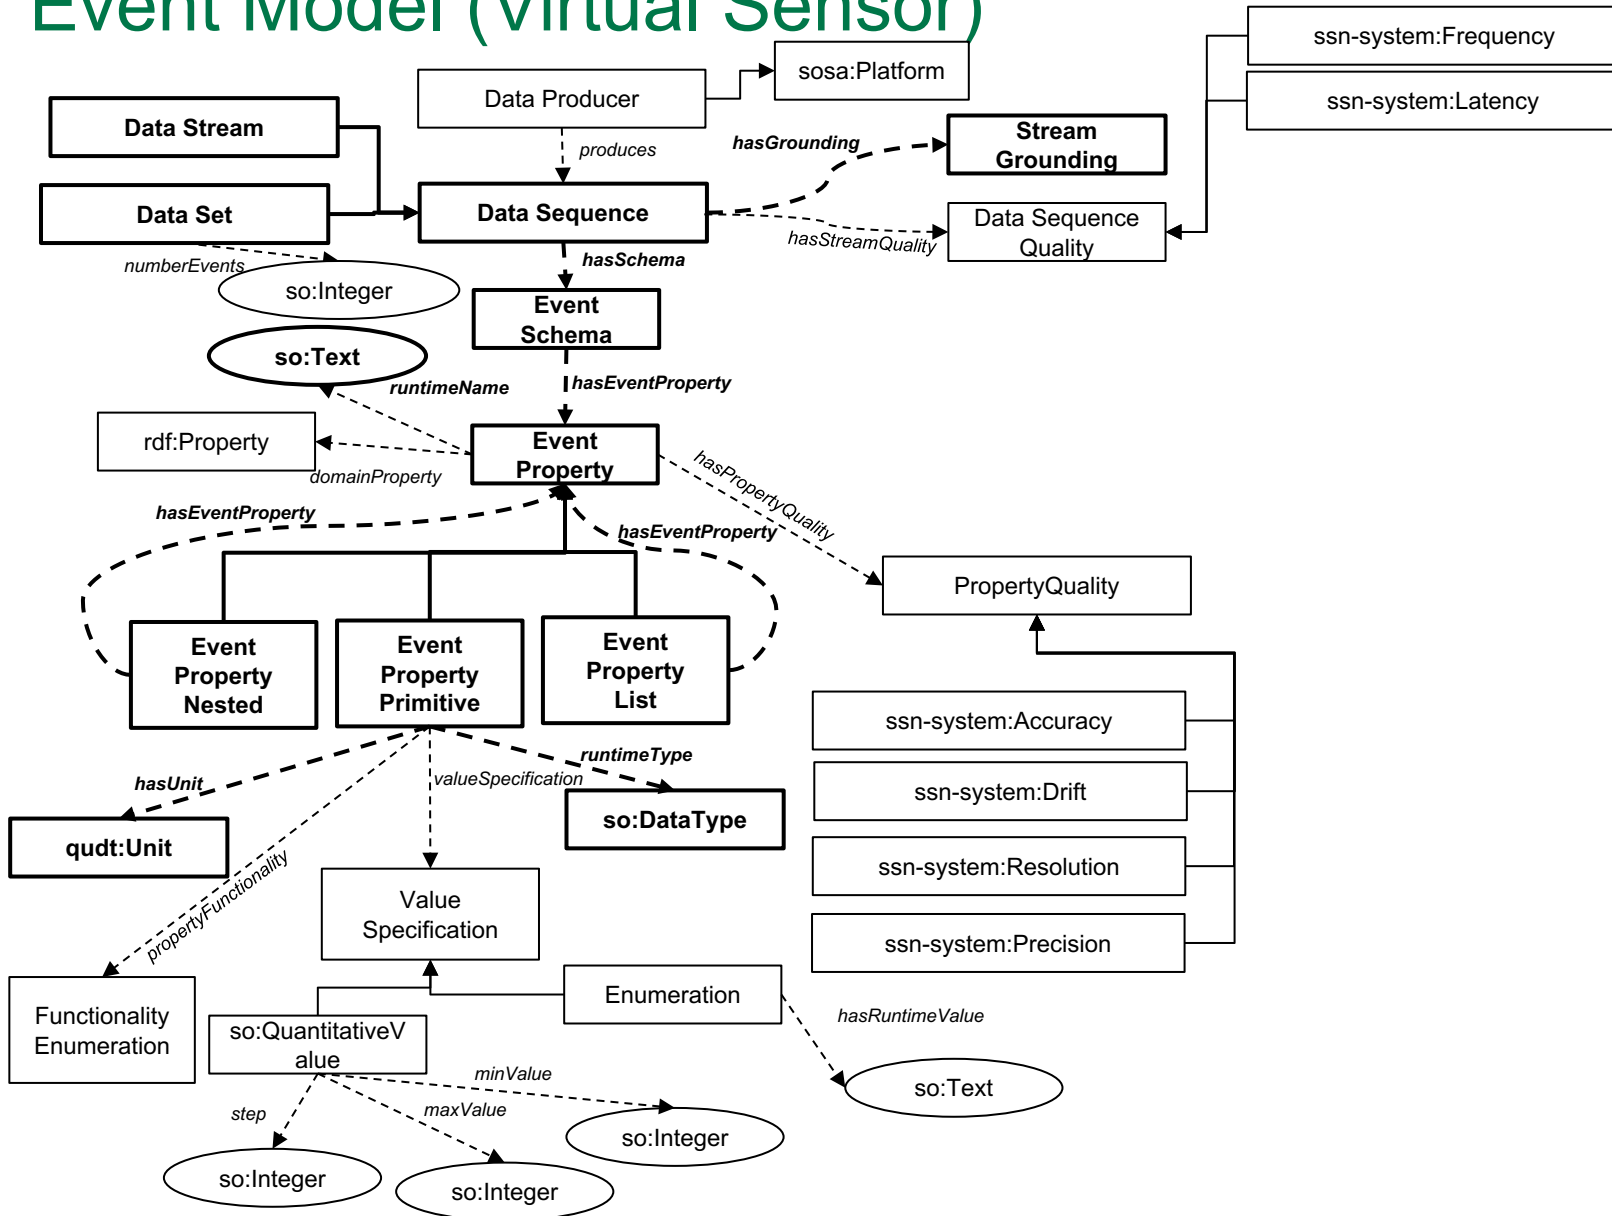 Event Model (Virtual Sensor)
ssn-system:Frequency
sosa:Platform
Data Producer
ssn-system:Latency
Data Stream
produces
hasGrounding
Stream
Grounding
Data Set
Data Sequence
Data Sequence
Quality
hasStreamQuality
numberEvents
hasSchema
so:Integer
Event
Schema
so:Text
runtimeName
hasEventProperty
rdf:Property
domainProperty
Event
Property
hasPropertyQuality
hasEventProperty
hasEventProperty
PropertyQuality
Event
Property
Nested
Event
Property
Primitive
Event
Property
List
ssn-system:Accuracy
hasUnit
valueSpecification
runtimeType
ssn-system:Drift
qudt:Unit
so:DataType
propertyFunctionality
ssn-system:Resolution
Value
Specification
ssn-system:Precision
Functionality
Enumeration
Enumeration
hasRuntimeValue
so:QuantitativeV
alue
minValue
so:Text
step
maxValue
so:Integer
so:Integer
so:Integer